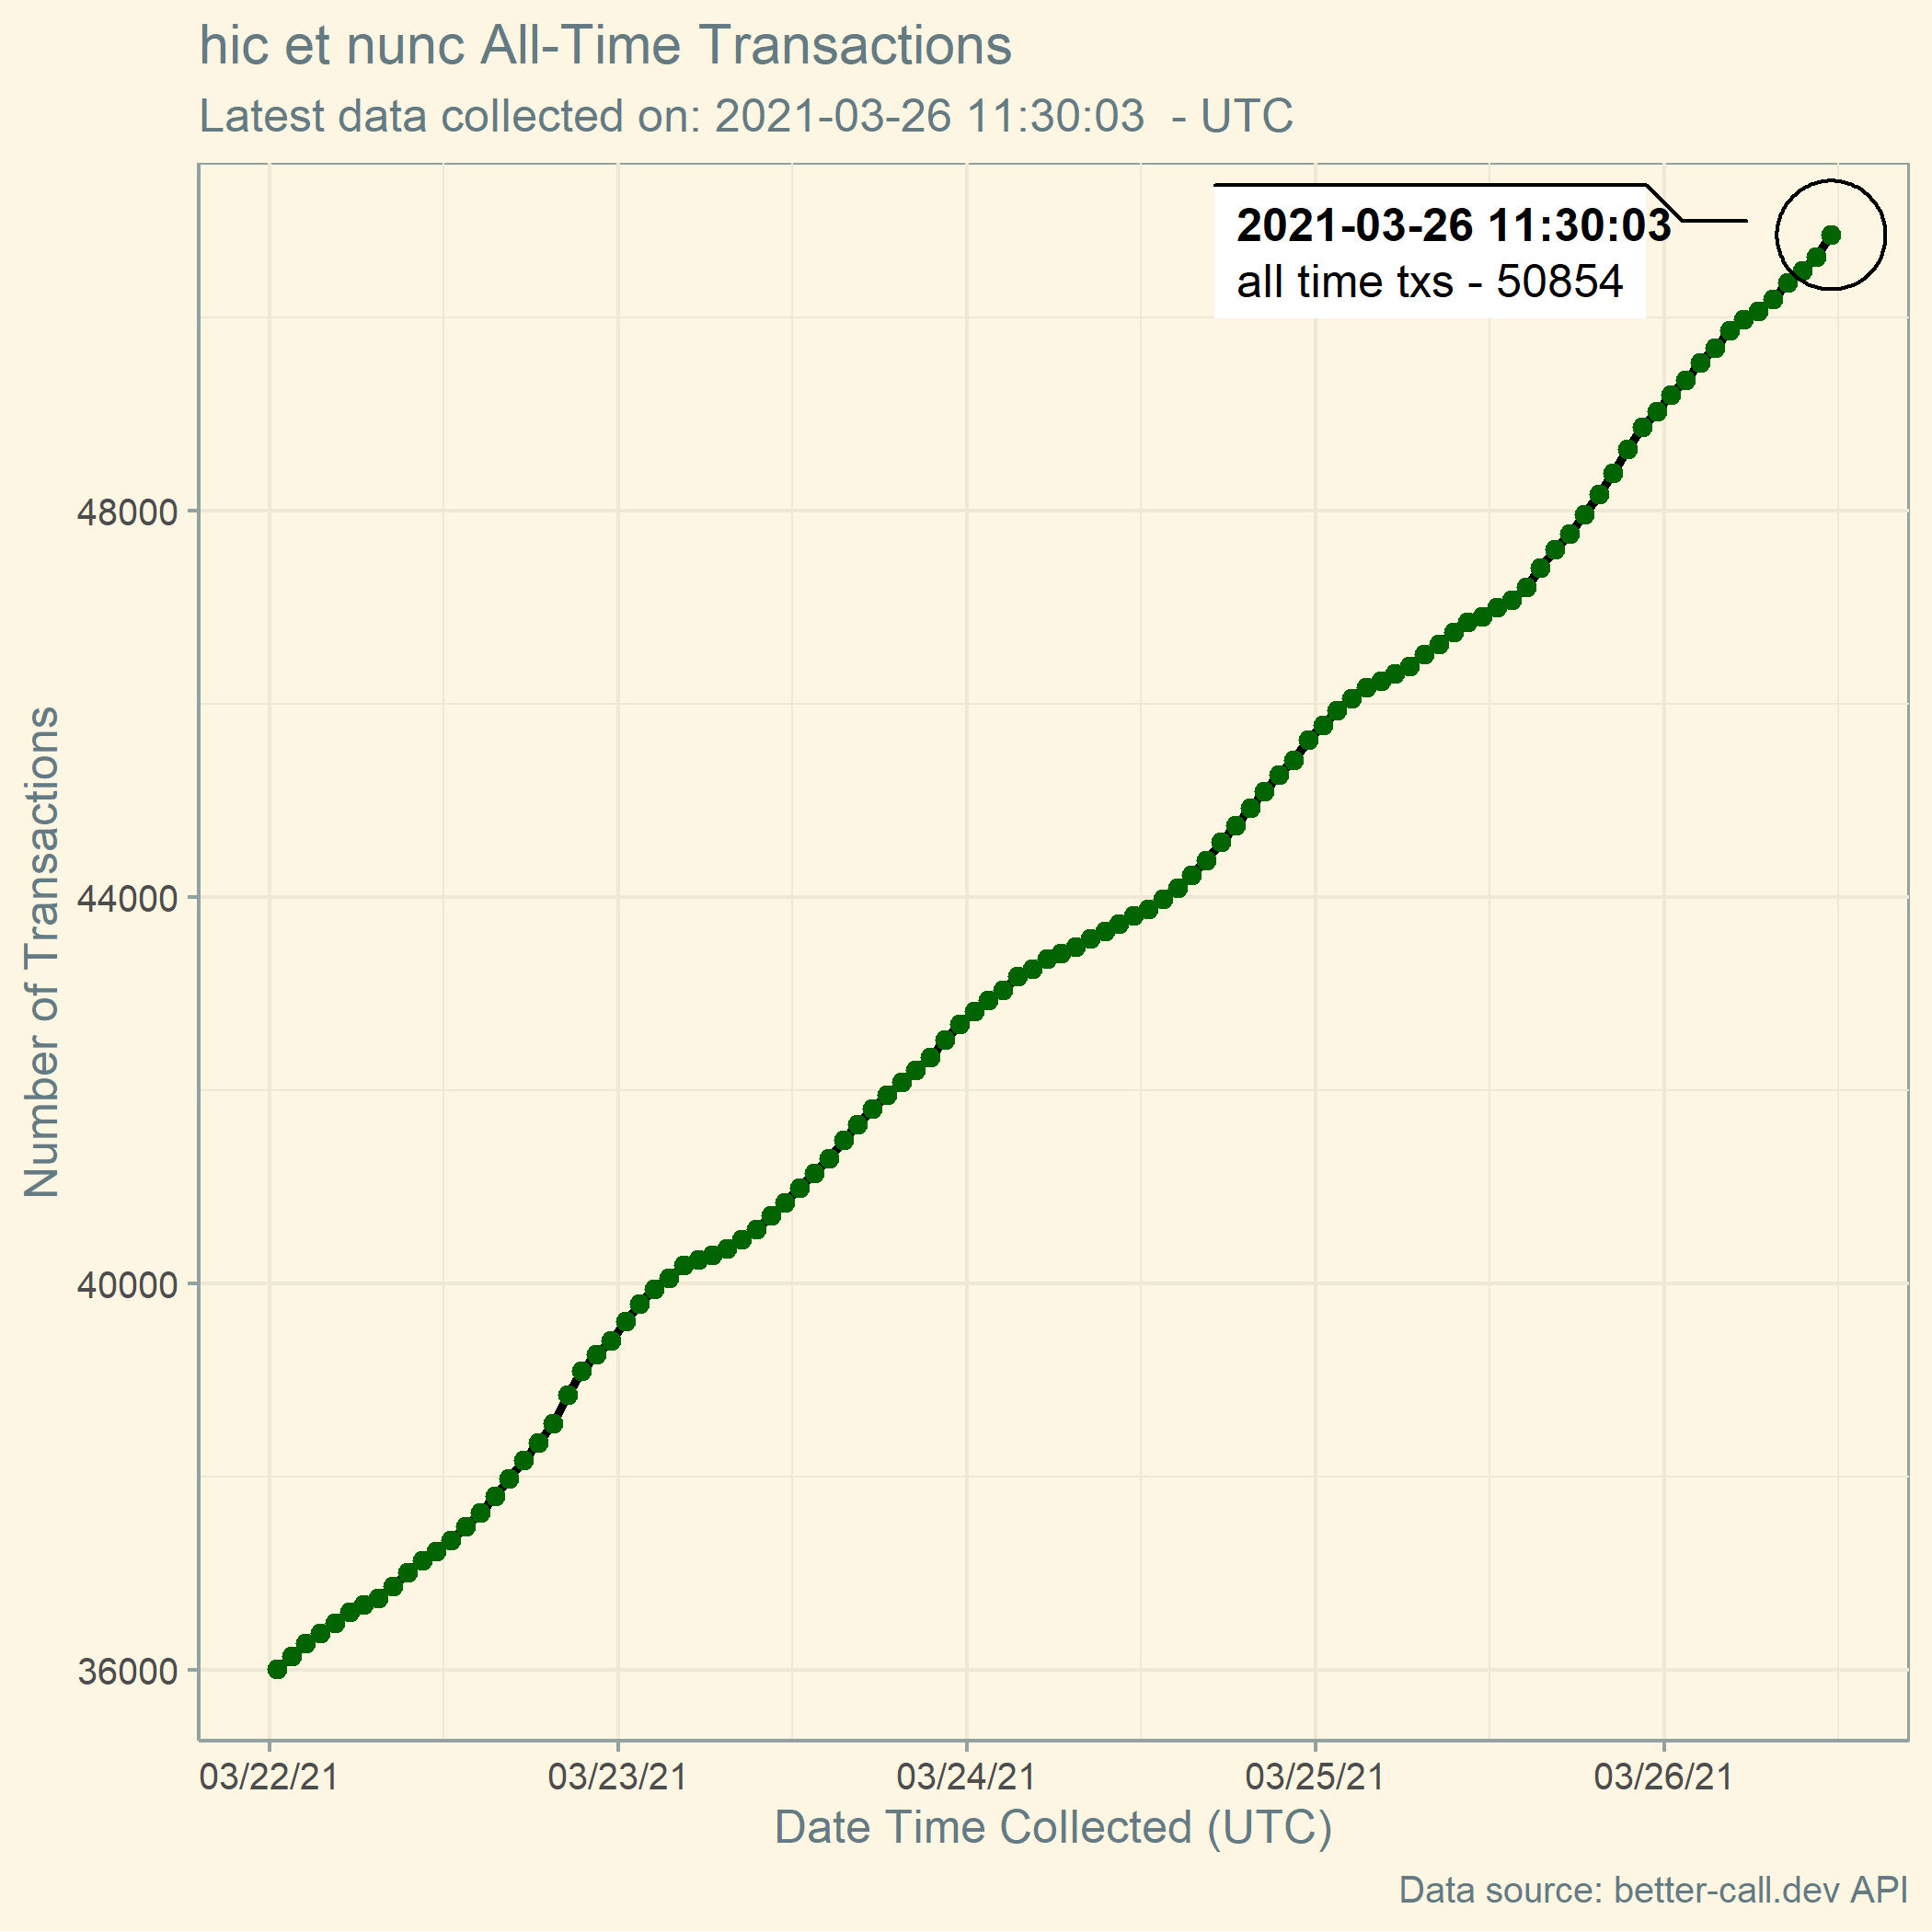 hic et nunc All-Time Transactions
Latest data collected on: 2021-03-26 11:30:03 - UTC
2021-03-26 11:30:03
all time txs - 50854
Number of Transactions
48000
44000
40000
36000
03/22/21 03/23/21 03/24/21 03/25/21 03/26/21
Date Time Collected (UTC)
Data source: better-call.dev API